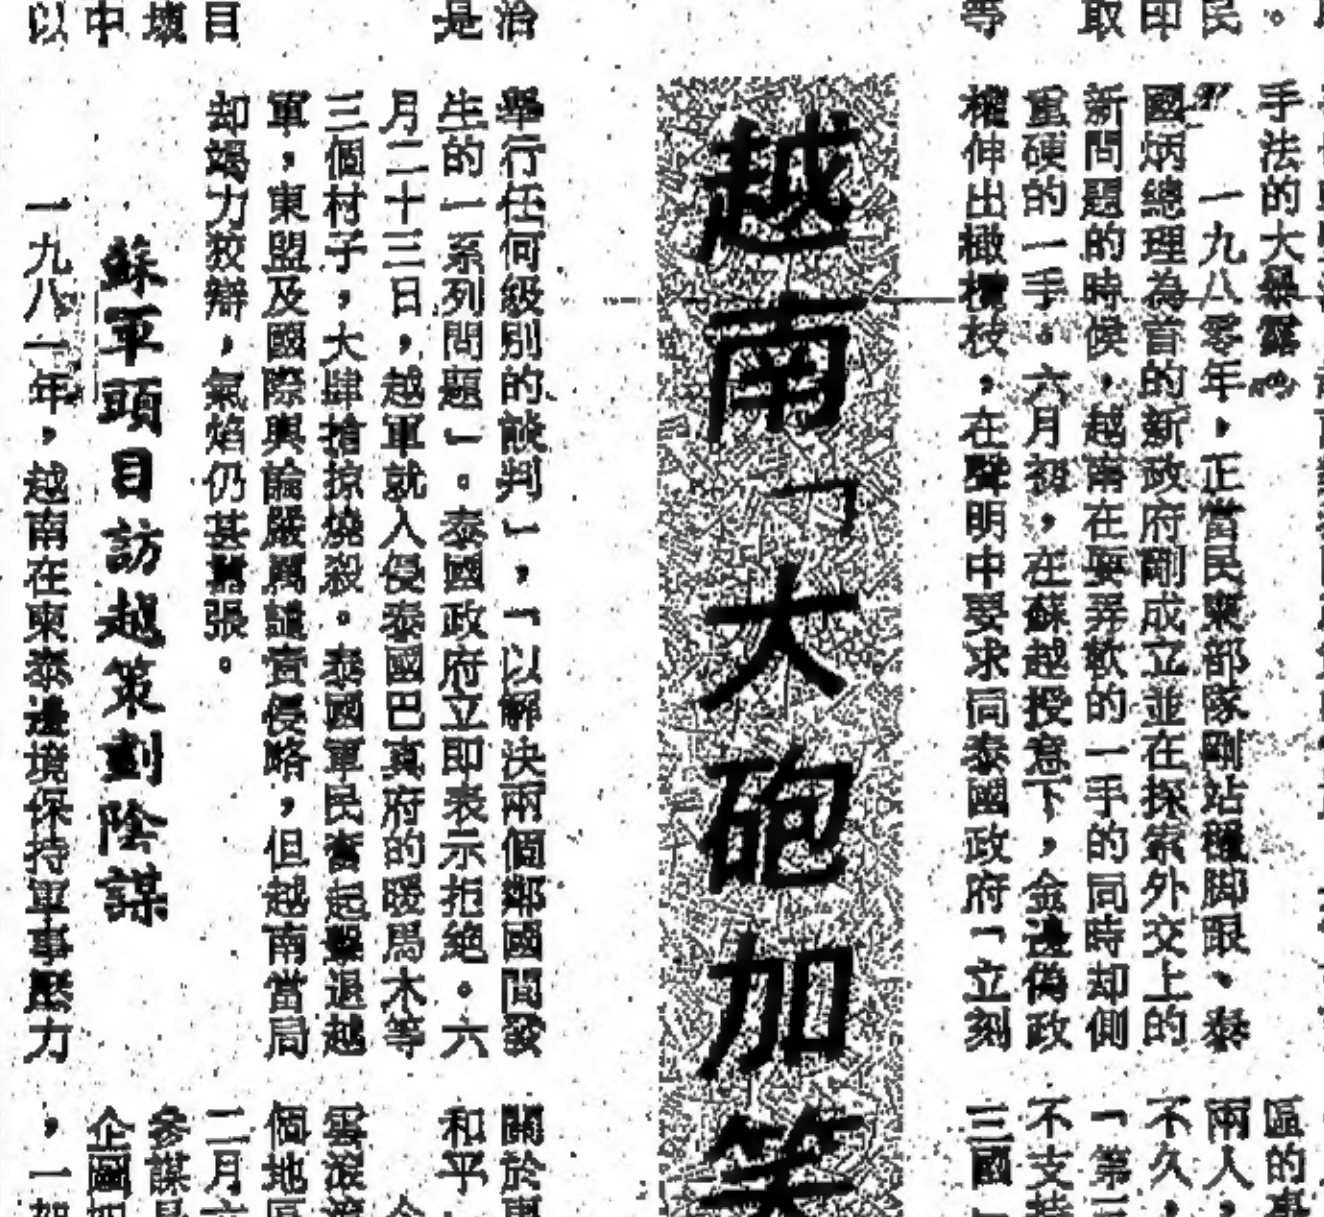 取印民。
等
手法的大暴露。
一九八零年，正當民柬部隊剛站穩脚跟、泰
國炳總理為首的新政府剛成立並在探索外交上的
新問題的時候，越南在耍弄軟的一手的同時却側
重硬的一手。六月初，在蘇越授意下，金邊偽政
權伸出橄欖枝，在聲明中要求同泰國政府「立刻
越南「大砲加笑
是治
舉行任何級別的談判」，「以解決兩個鄰國間發
生的一系列問題」。泰國政府立即表示拒絕。六
月二十三日，越軍就入侵泰國巴真府的暖馬木等
三個村子，大肆搶掠燒殺。泰國軍民奮起擊退越
軍，東盟及國際輿論嚴厲譴責侵略，但越南當局
却竭力狡辯，氣焰仍甚囂張。
以中壞目
蘇軍頭目訪越策劃陰謀
一九八一年，越南在柬泰邊境保持軍事壓力
區的
兩人，
不久，
「第
不支持
三國
關於
和平
雲
個地區
二月六
參謀
企圖
，一